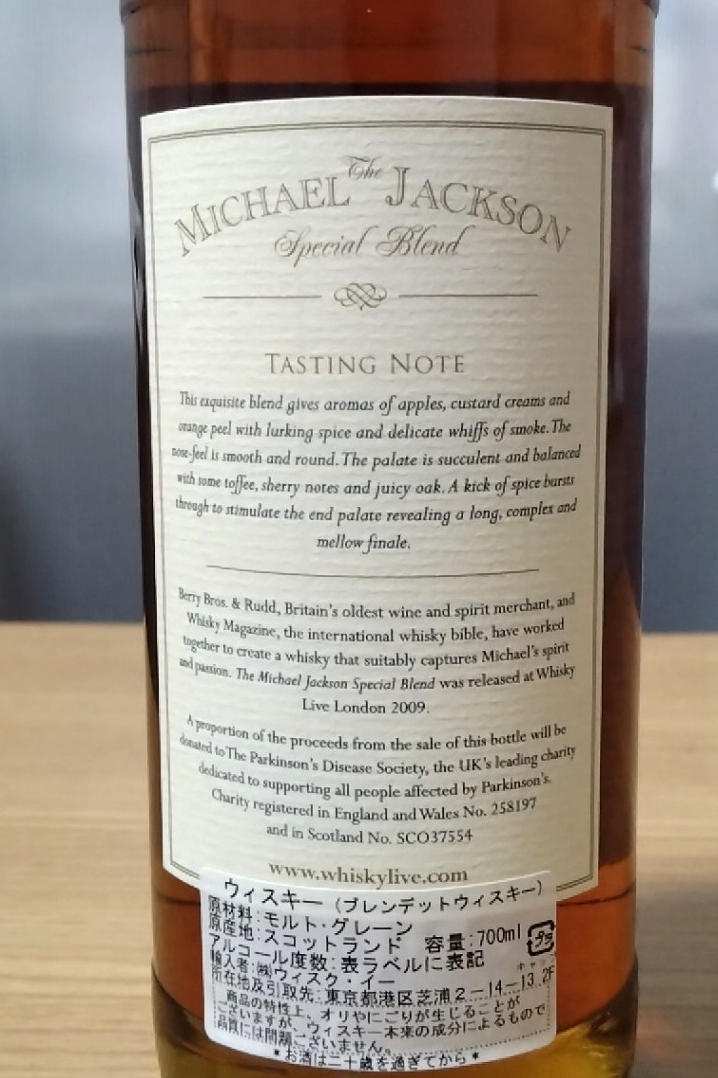 The
MICHAEL JACKSON
Special Blend
TASTING NOTE
This exquisite blend gives aromas of apples, custard creams and
orange peel with lurking spice and delicate whiffs of smoke. The
nose-feel is smooth and round. The palate is succulent and balanced
with some toffee, sherry notes and juicy oak. A kick of spice bursts
through to stimulate the end palate revealing a long, complex and
mellow finale.
Berry Bros. & Rudd, Britain's oldest wine and spirit merchant, and
Whisky Magazine, the international whisky bible, have worked
together to create a whisky that suitably captures Michael's spirit
and passion. The Michael Jackson Special Blend was released at Whisky
Live London 2009.
A proportion of the proceeds from the sale of this bottle will be
donated to The Parkinson's Disease Society, the UK's leading charity
dedicated to supporting all people affected by Parkinson's.
Charity registered in England and Wales No. 258197
and in Scotland No. SCO37554
www.whiskylive.com
ウィスキー（ブレンデットウィスキー）
原材料：モルト・グレーン
原産地：スコットランド 容量：700ml
アルコール度数：表ラベルに表記
輸入者：㈱ウィスク・イー
所在地及引取先：東京都港区芝浦2－14－13 2F
商品の特性上、オリやにごりが生じることが
ございますが、ウィスキー本来の成分によるもので
品質には問題ございません。
＊お酒は二十歳を過ぎてから＊